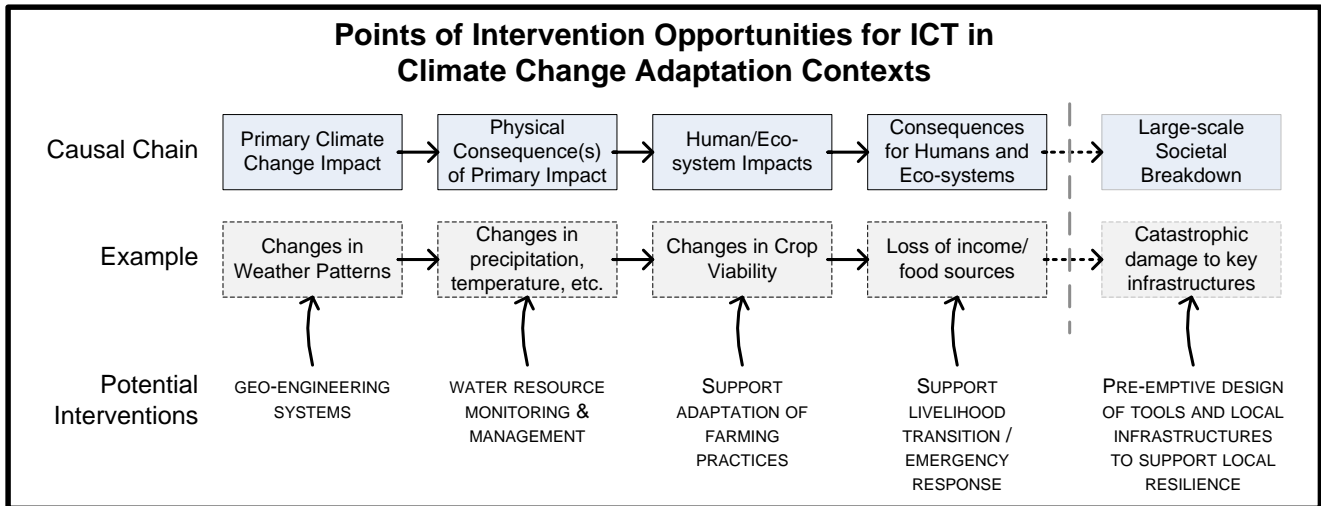 Points of Intervention Opportunities for ICT in
Climate Change Adaptation Contexts
Causal Chain
Primary Climate
Change Impact
Physical
Consequence(s)
of Primary Impact
Human/Eco-
system Impacts
Consequences
for Humans and
Eco-systems
Large-scale
Societal
Breakdown
Example
Changes in
Weather Patterns
Changes in
precipitation,
temperature, etc.
Changes in Crop
Viability
Loss of income/
food sources
Catastrophic
damage to key
infrastructures
Potential
Interventions
GEO-ENGINEERING
SYSTEMS
WATER RESOURCE
MONITORING &
MANAGEMENT
SUPPORT
ADAPTATION OF
FARMING
PRACTICES
SUPPORT
LIVELIHOOD
TRANSITION /
EMERGENCY
RESPONSE
PRE-EMPTIVE DESIGN
OF TOOLS AND LOCAL
INFRASTRUCTURES
TO SUPPORT LOCAL
RESILIENCE